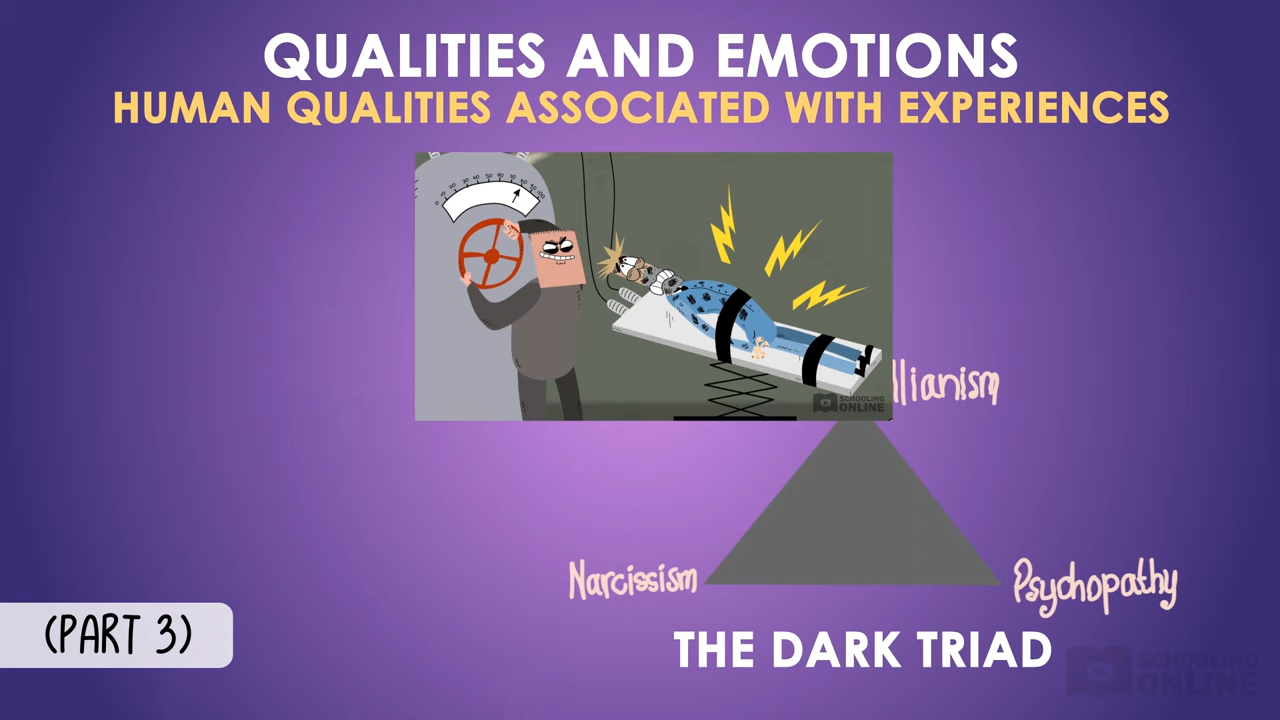 QUALITIES AND EMOTIONS
HUMAN QUALITIES ASSOCIATED WITH EXPERIENCES
SCHOOLING
ONLINE
llianism
Narcissism
Psychopathy
(PART 3)
THE DARK TRIAD
SCHOOLING
ONLINE